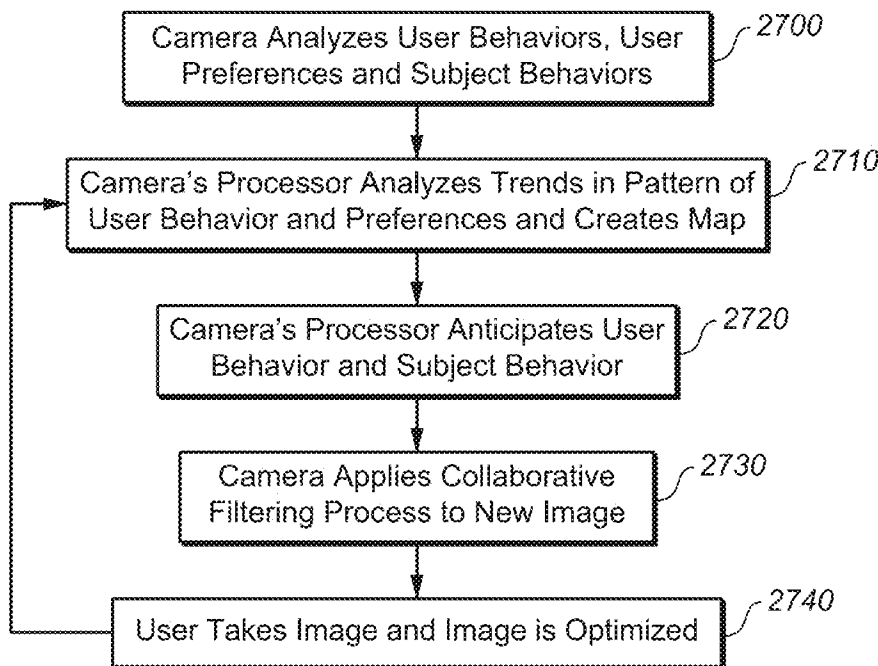 Camera Analyzes User Behaviors, User
Preferences and Subject Behaviors
2700
Camera's Processor Analyzes Trends in Pattern of
User Behavior and Preferences and Creates Map
2710
Camera's Processor Anticipates User
Behavior and Subject Behavior
2720
Camera Applies Collaborative
Filtering Process to New Image
2730
User Takes Image and Image is Optimized
2740